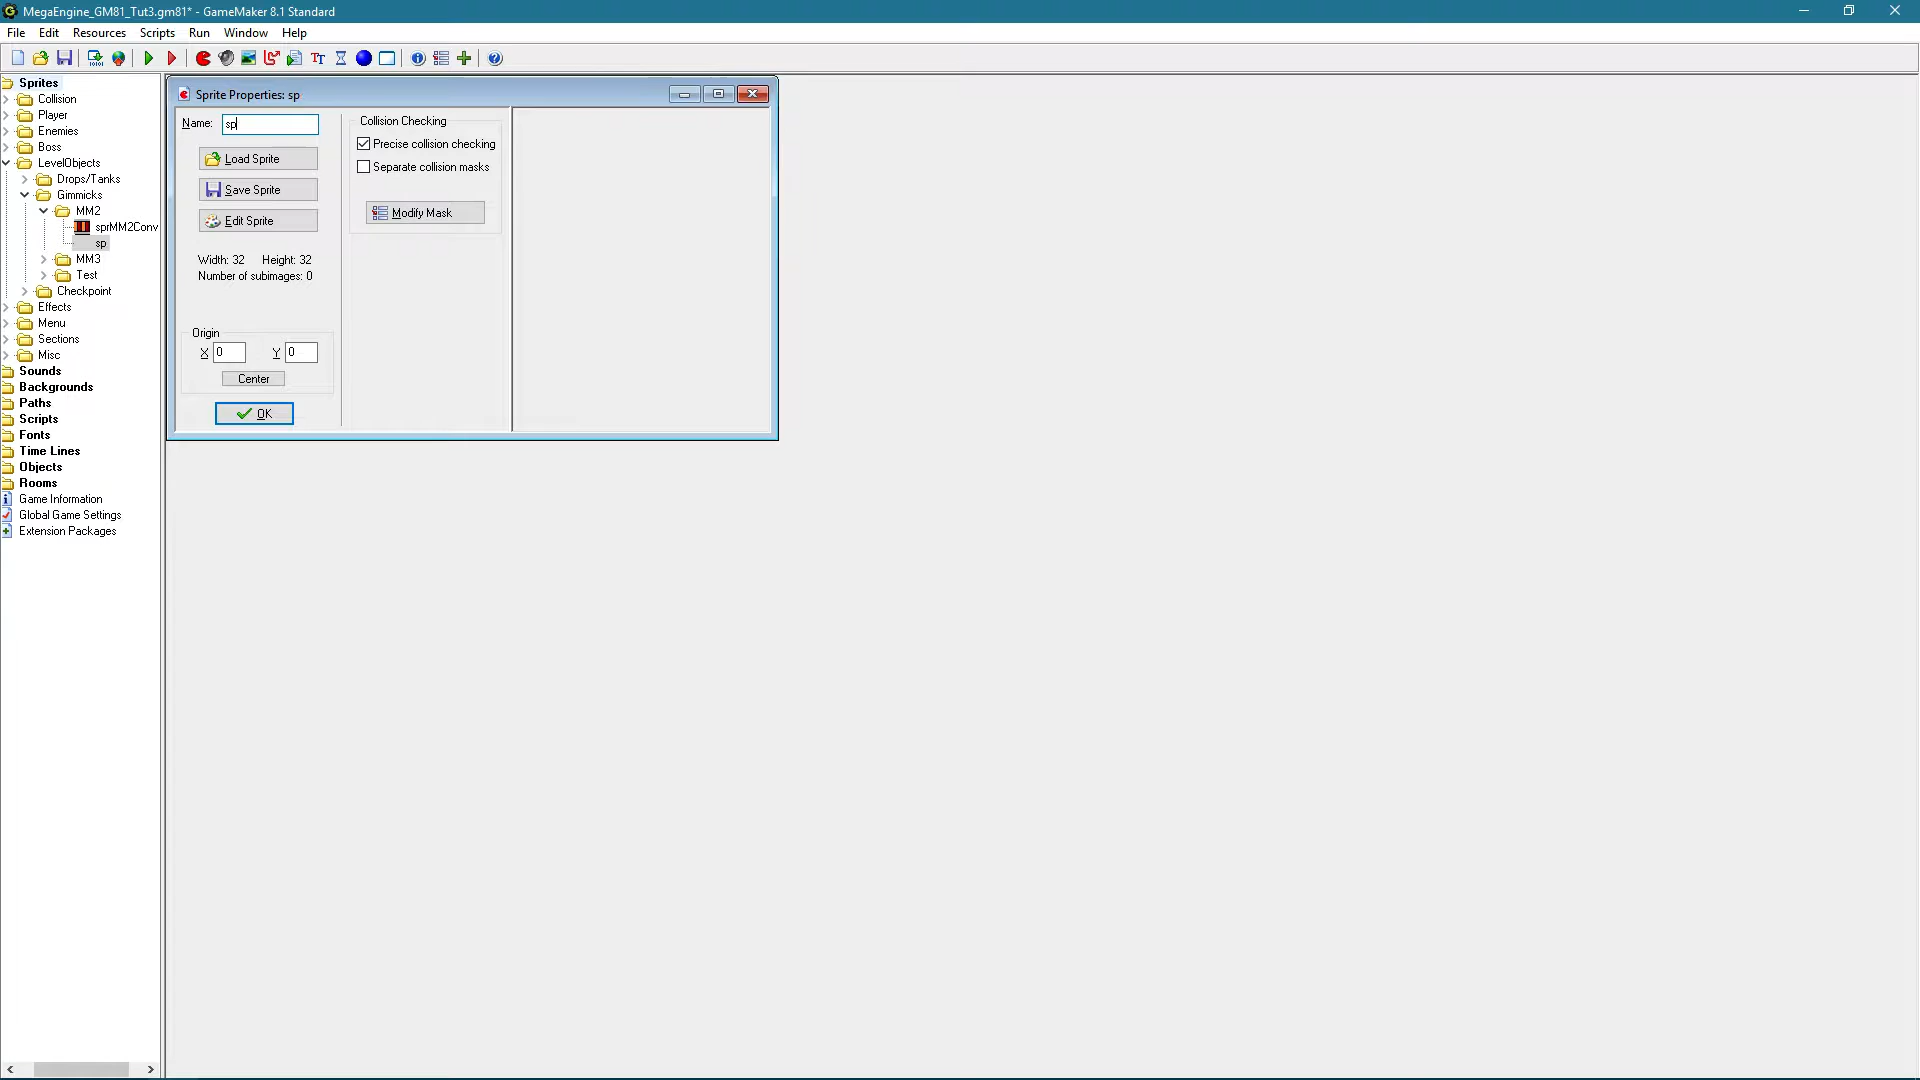 MegaEngine_GM81_Tut3.gm81* - GameMaker 8.1 Standard
File Edit Resources Scripts Run Window Help
Sprites
Collision
Player
Enemies
Boss
LevelObjects
Drops/Tanks
Gimmicks
MM2
sprMM2Conv
sp
MM3
Test
Checkpoint
Effects
Menu
Sections
Misc
Sounds
Backgrounds
Paths
Scripts
Fonts
Time Lines
Objects
Rooms
Game Information
Global Game Settings
Extension Packages
Sprite Properties: sp
Name: sp
Load Sprite
Save Sprite
Edit Sprite
Width: 32 Height: 32
Number of subimages: 0
Origin
X 0 Y 0
Center
OK
Collision Checking
Precise collision checking
Separate collision masks
Modify Mask